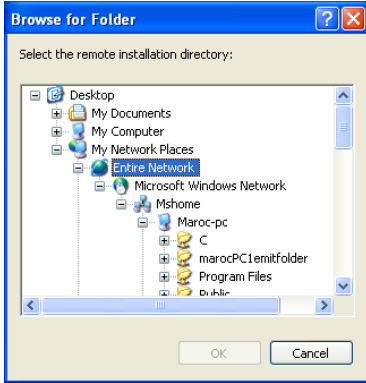 Browse for Folder
Select the remote installation directory:
Desktop
My Documents
My Computer
My Network Places
Entire Network
Microsoft Windows Network
Mshome
Maroc-pc
C
marocPC1emitfolder
Program Files
Public
OK
Cancel